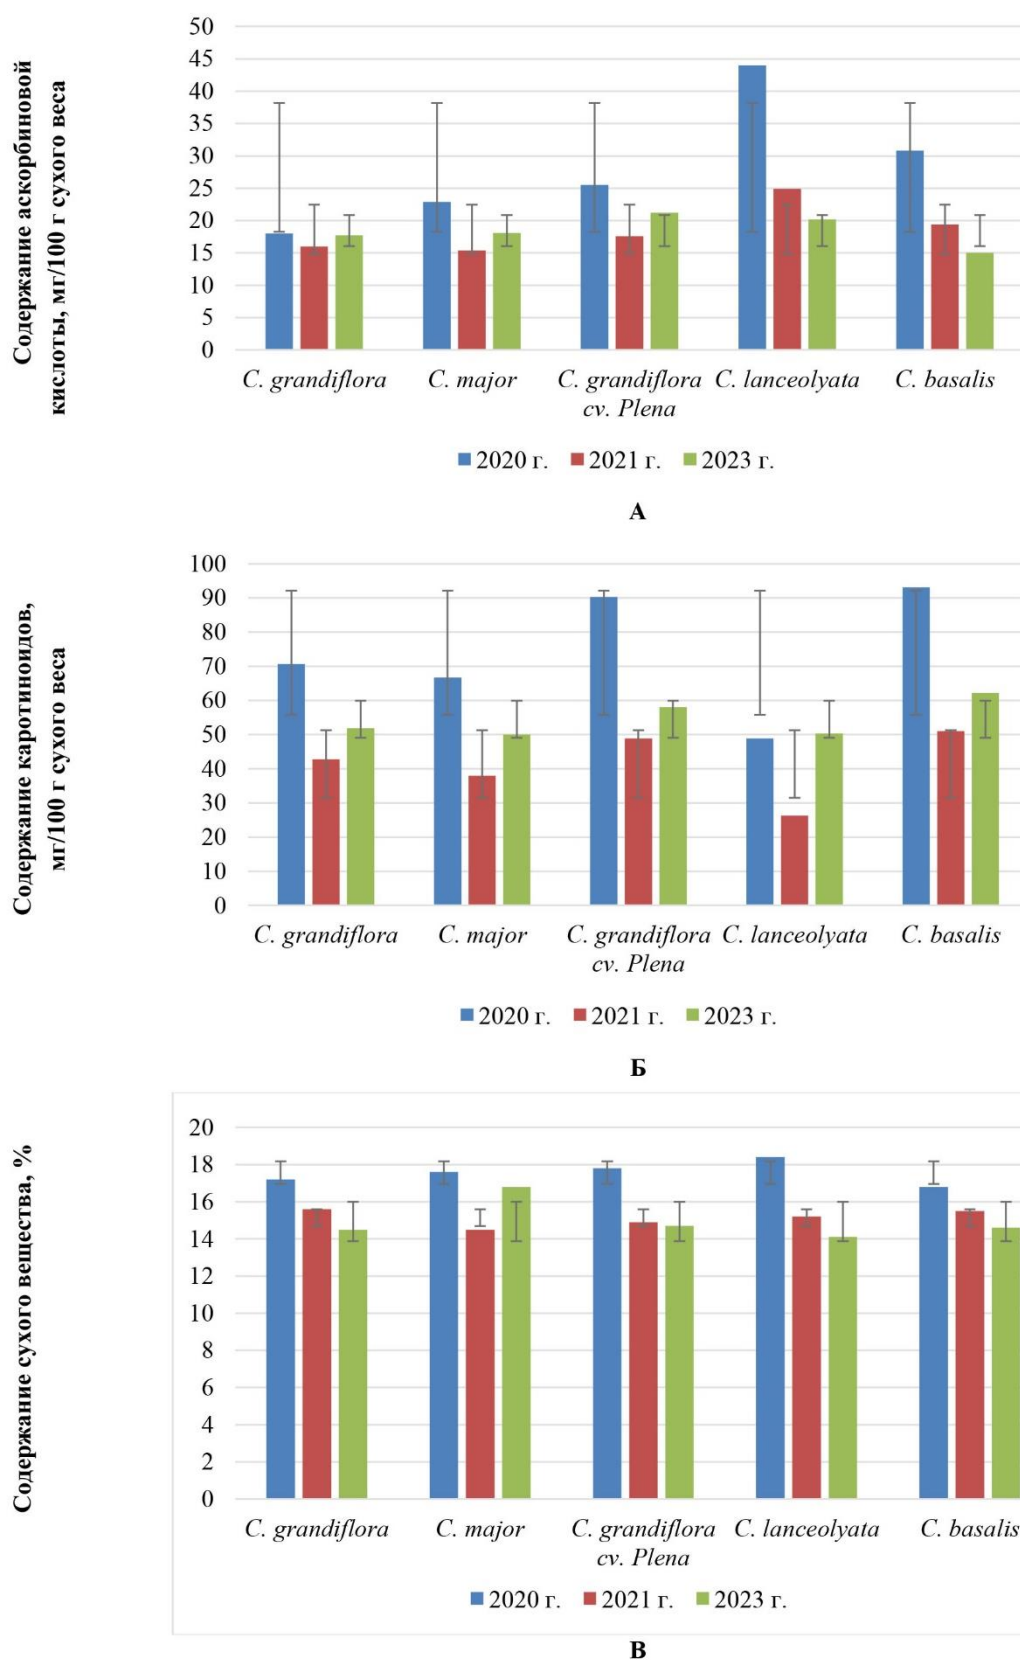 Содержание аскорбиновой
кислоты, мг/100 г сухого веса
50
45
40
35
30
25
20
15
10
5
0
C. grandiflora C. major C. grandiflora C. lanceolyata C. basalis
cv. Plena
2020 г. 2021 г. 2023 г.
А
Содержание каротиноидов,
мг/100 г сухого веса
100
90
80
70
60
50
40
30
20
10
0
C. grandiflora C. major C. grandiflora C. lanceolyata C. basalis
cv. Plena
2020 г. 2021 г. 2023 г.
Б
Содержание сухого вещества, %
20
18
16
14
12
10
8
6
4
2
0
C. grandiflora C. major C. grandiflora C. lanceolyata C. basalis
cv. Plena
2020 г. 2021 г. 2023 г.
В